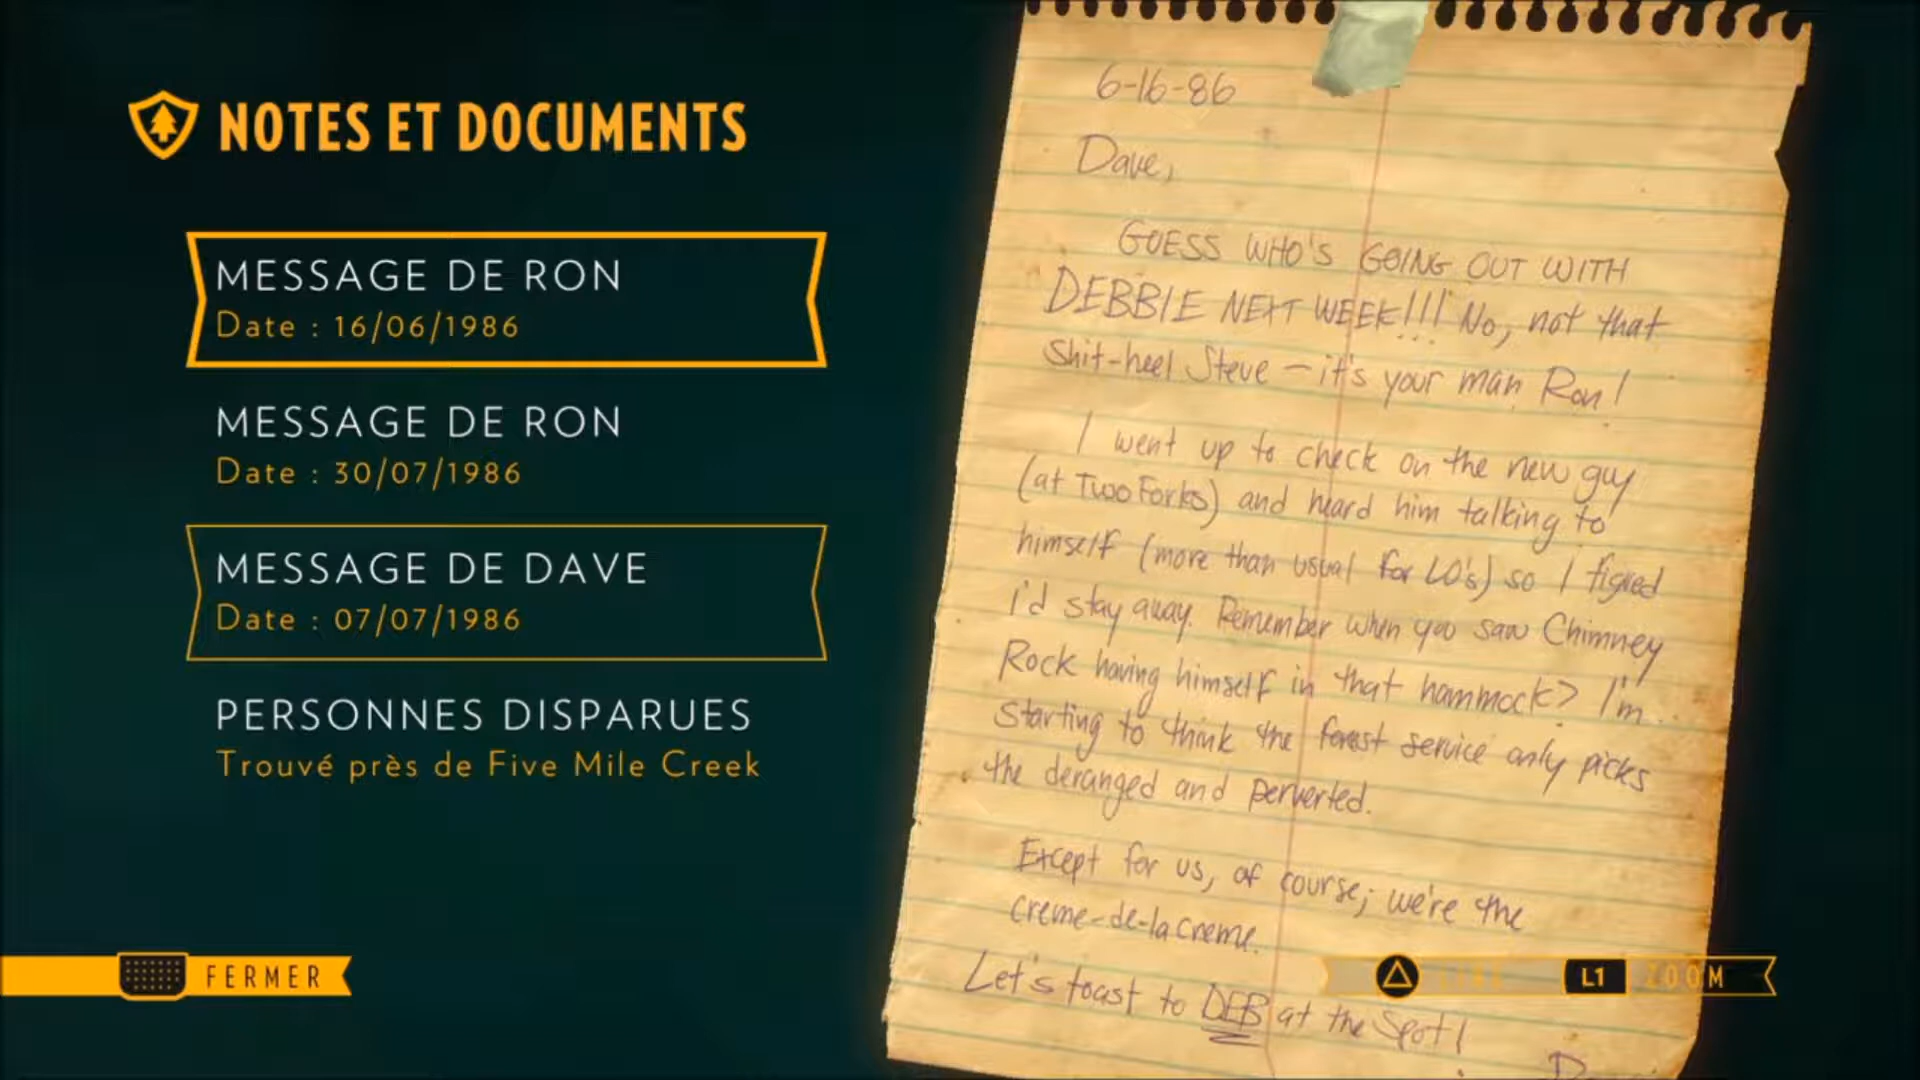 NOTES ET DOCUMENTS
MESSAGE DE RON
Date : 16/06/1986
MESSAGE DE RON
Date : 30/07/1986
MESSAGE DE DAVE
Date : 07/07/1986
PERSONNES DISPARUES
Trouvé près de Five Mile Creek
FERMER
6-16-86
Dave,
GUESS WHO'S GOING OUT WITH
DEBBIE NEXT WEEK!!! No, not that
shit-heel Steve - it's your man Ron!
I went up to check on the new guy
(at Two Forks) and heard him talking to
himself (more than usual for LO's) so I figred
i'd stay away. Remember when you saw Chimney
Rock having himself in that hammock? I'm
starting to think the forest service only picks
the deranged and perverted.
Except for us, of course; we're the
creme-de-la creme.
Let's toast to DEB at the Spot!
L1 ZOOM